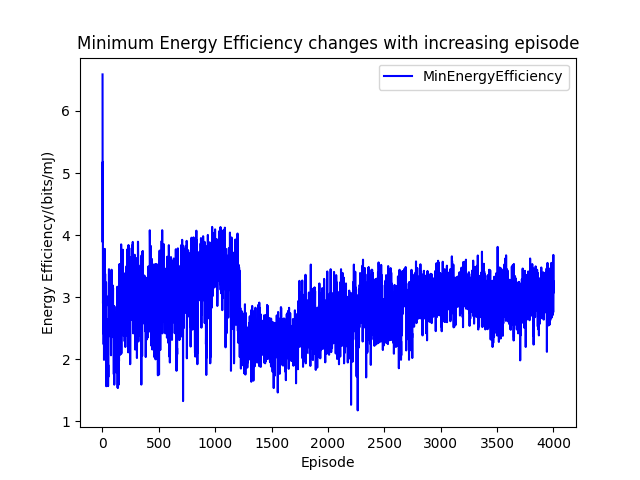 Minimum Energy Efficiency changes with increasing episode
MinEnergyEfficiency
Energy Efficiency/(bits/mJ)
6
5
4
3
2
1
0 500 1000 1500 2000 2500 3000 3500 4000
Episode